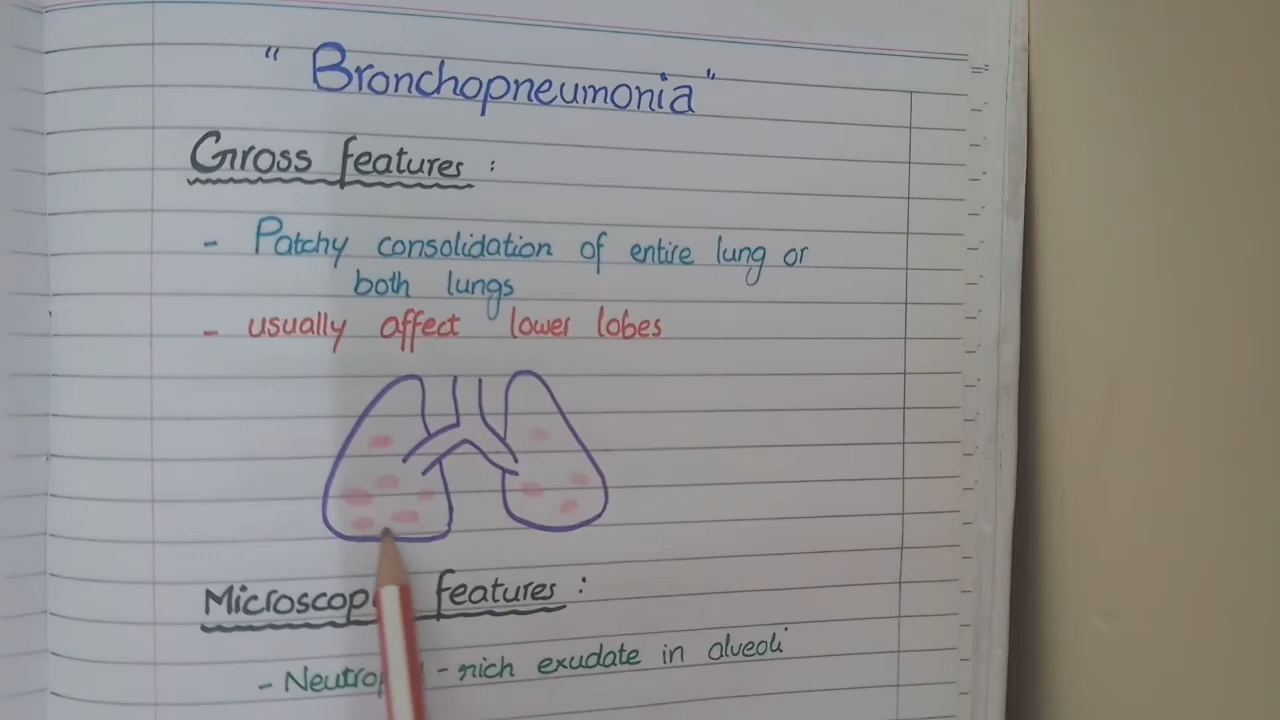 " Bronchopneumonia "
Gross features :
- Patchy consolidation of entire lung or
both lungs
- usually affect lower lobes
features :
- rich exudate in alveoli